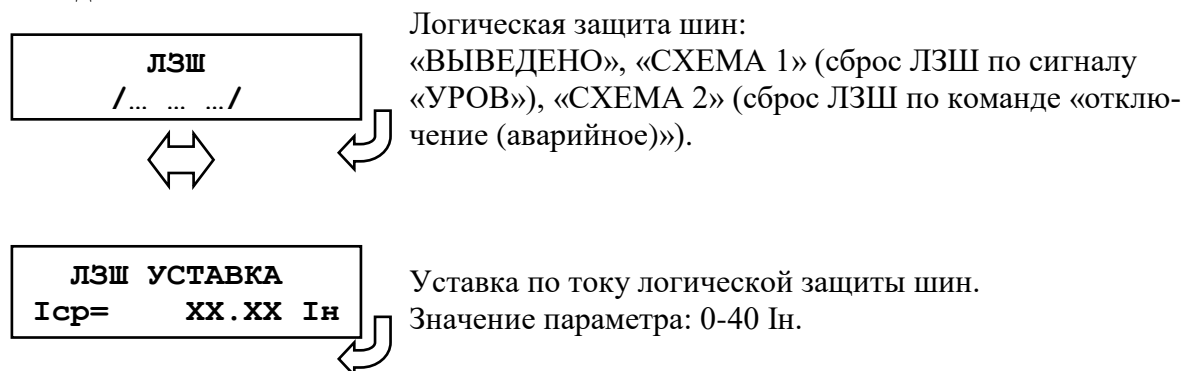 ЛЗШ
/… … …/
Логическая защита шин:
«ВЫВЕДЕНО», «СХЕМА 1» (сброс ЛЗШ по сигналу
«УРОВ»), «СХЕМА 2» (сброс ЛЗШ по команде «отклю-
чение (аварийное)»).
ЛЗШ УСТАВКА
Iср= XX.XX Iн
Уставка по току логической защиты шин.
Значение параметра: 0-40 Iн.